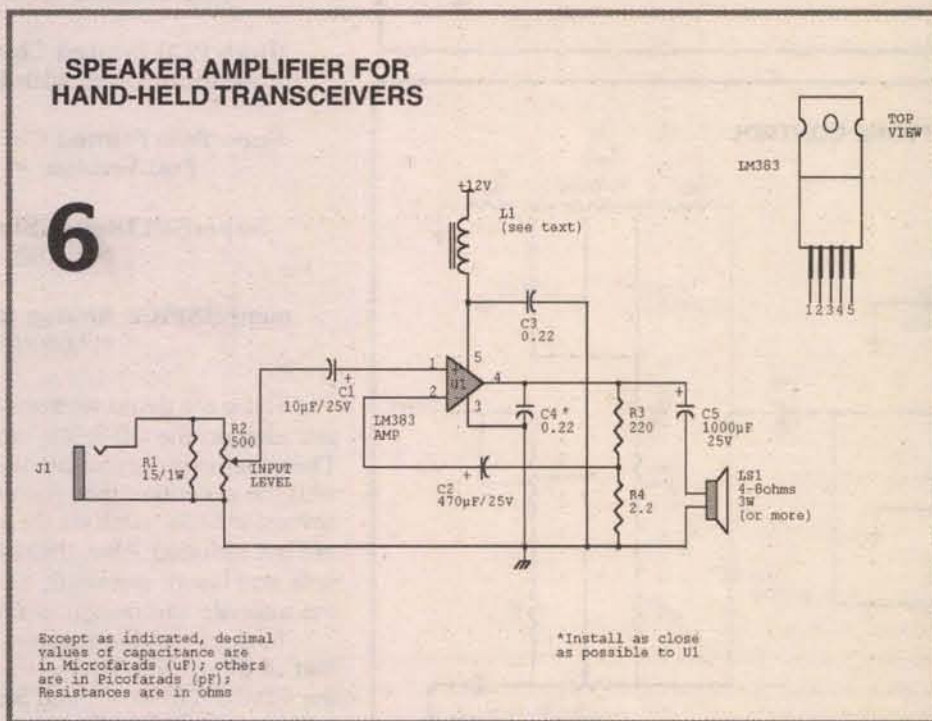 SPEAKER AMPLIFIER FOR
HAND-HELD TRANSCEIVERS
6
TOP
VIEW
LM383
12345
+12V
L1
(see text)
C3
0.22
1
+
C1
10µF/25V
5
U1
4
2
3
LM383
AMP
C4*
0.22
R3
220
+
C5
1000µF
25V
J1
R1
15/1W
R2
500
INPUT
LEVEL
+
C2
470µF/25V
R4
2.2
LS1
4-8ohms
3W
(or more)
Except as indicated, decimal
values of capacitance are
in Microfarads (uF); others
are in Picofarads (pF);
Resistances are in ohms
*Install as close
as possible to U1